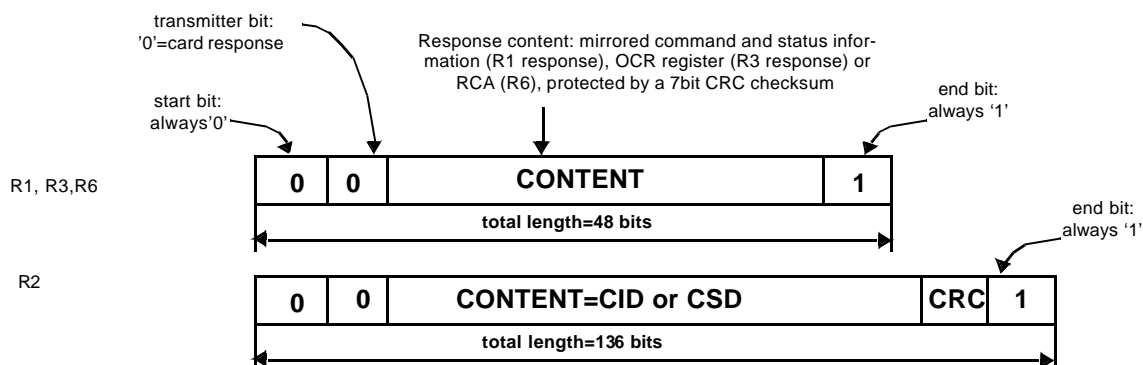 transmitter bit:
'0'=card response
Response content: mirrored command and status infor-
mation (R1 response), OCR register (R3 response) or
RCA (R6), protected by a 7bit CRC checksum
start bit:
always'0'
end bit:
always ‘1’
R1, R3,R6
0 0 CONTENT 1
total length=48 bits
end bit:
always ‘1’
R2
0 0 CONTENT=CID or CSD CRC 1
total length=136 bits